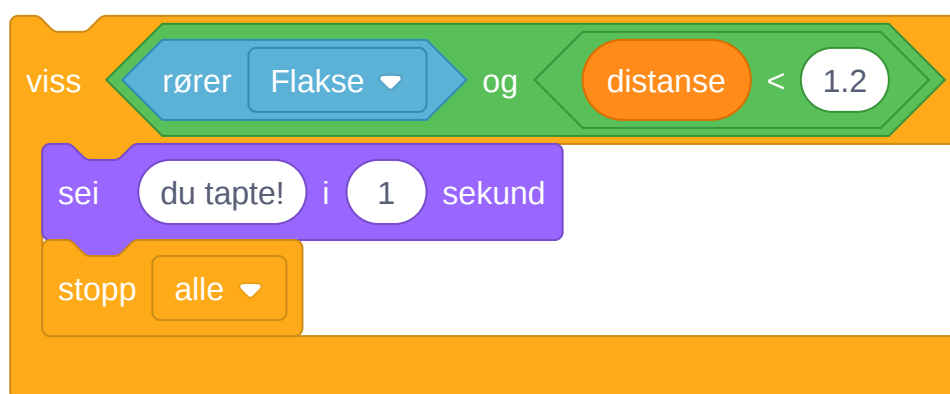 viss rører Flakse og distanse < 1.2
sei du tapte! i 1 sekund
stopp alle